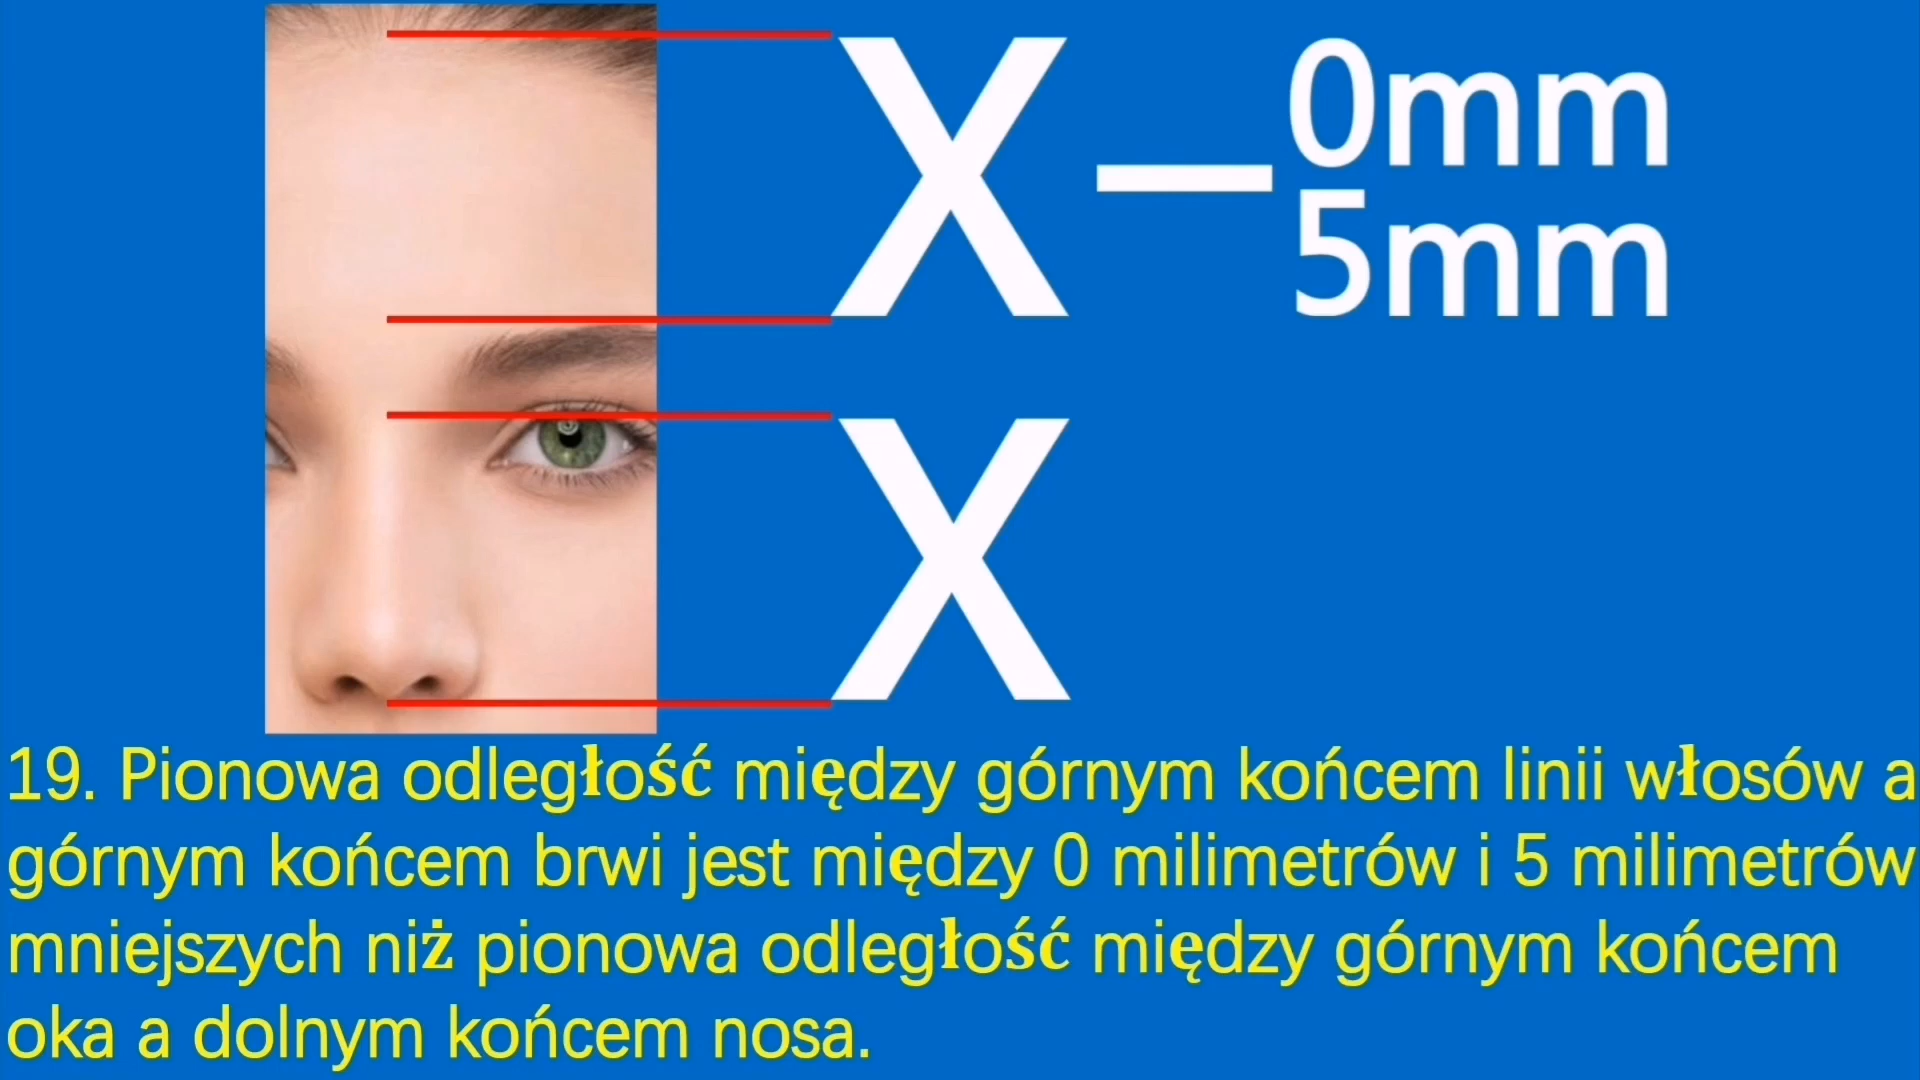 X — 0mm
5mm
X
19. Pionowa odległość między górnym końcem linii włosów a
górnym końcem brwi jest między 0 milimetrów i 5 milimetrów
mniejszych niż pionowa odległość między górnym końcem
oka a dolnym końcem nosa.